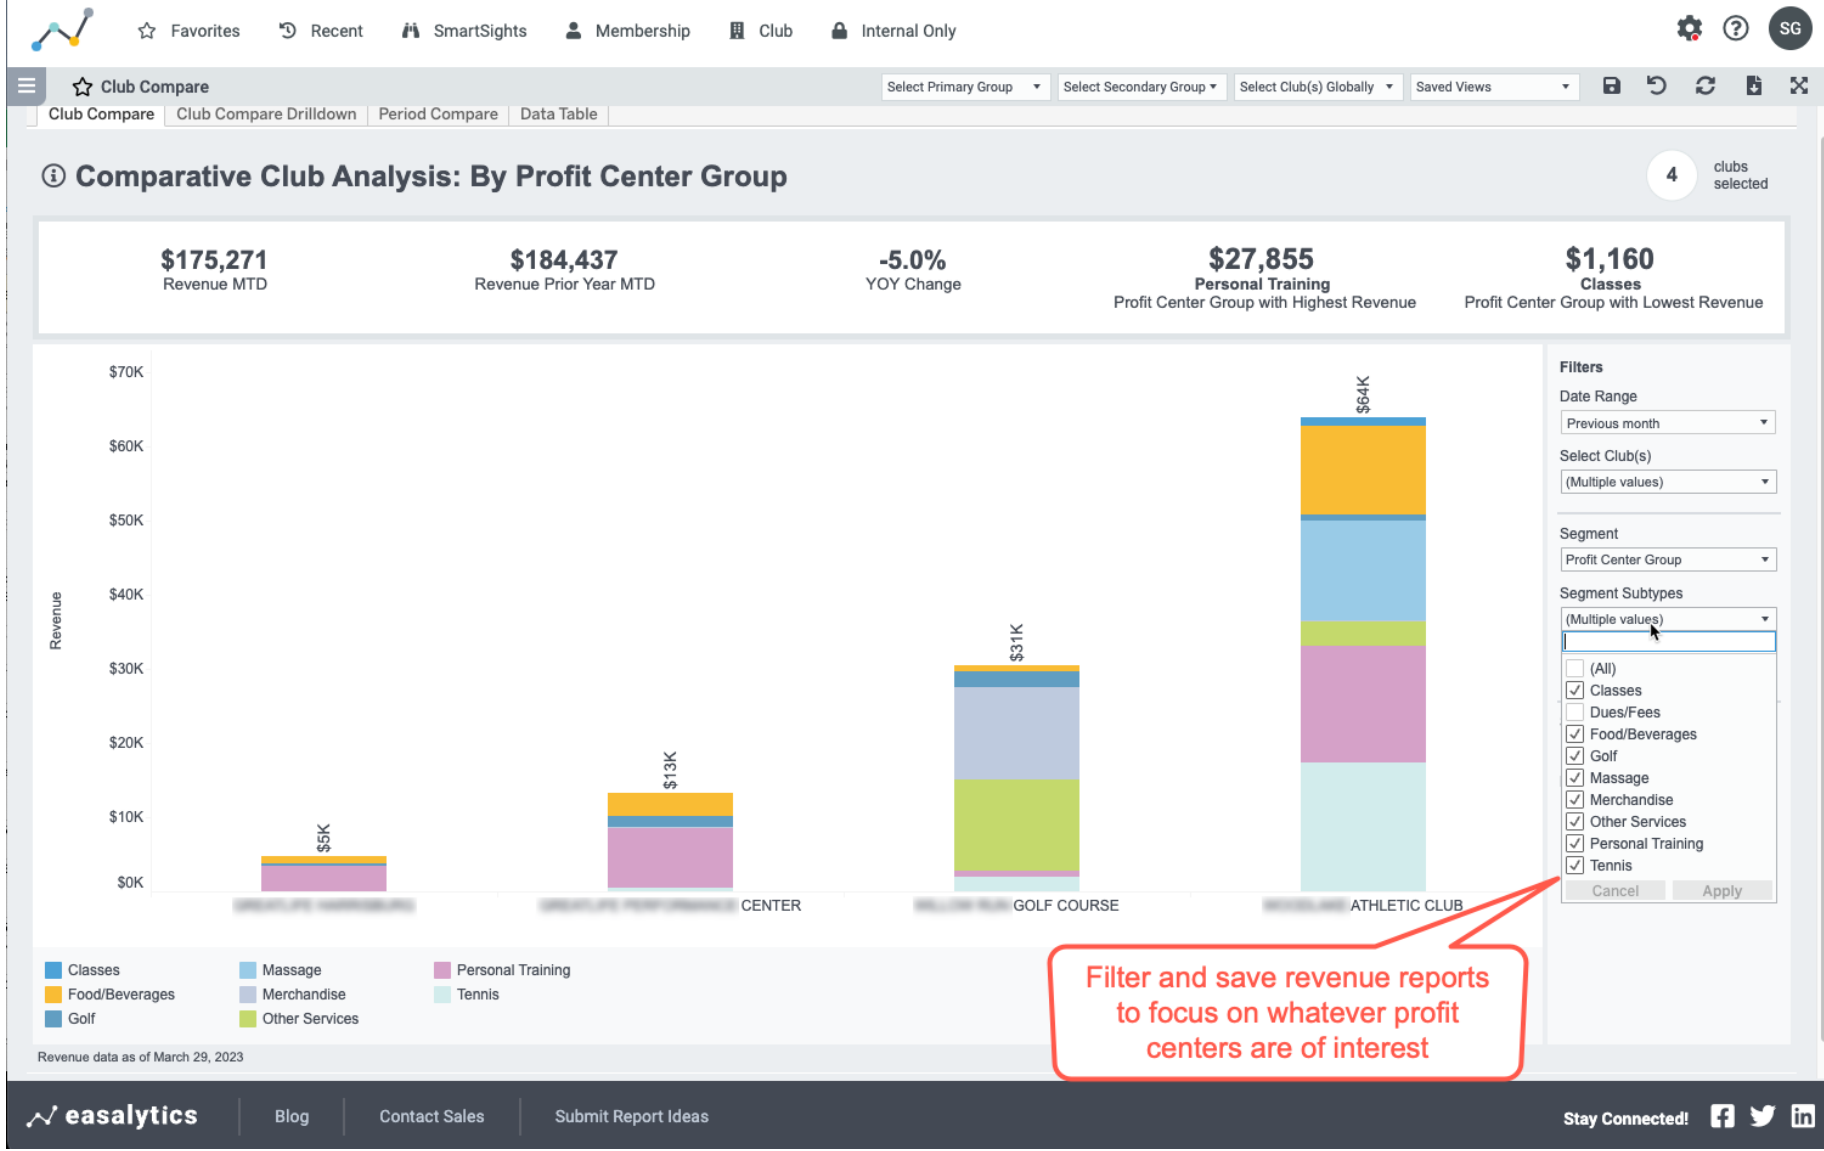 Favorites
Recent
SmartSights
Membership
Club
Internal Only
SG
Club Compare
Select Primary Group
Select Secondary Group
Select Club(s) Globally
Saved Views
Club Compare
Club Compare Drilldown
Period Compare
Data Table
Comparative Club Analysis: By Profit Center Group
4
clubs
selected
$175,271
Revenue MTD
$184,437
Revenue Prior Year MTD
-5.0%
YOY Change
$27,855
Personal Training
Profit Center Group with Highest Revenue
$1,160
Classes
Profit Center Group with Lowest Revenue
Revenue
$70K
$60K
$50K
$40K
$30K
$20K
$10K
$0K
$5K
$13K
$31K
$64K
CENTER
GOLF COURSE
ATHLETIC CLUB
Filters
Date Range
Previous month
Select Club(s)
(Multiple values)
Segment
Profit Center Group
Segment Subtypes
(Multiple values)
(All)
Classes
Dues/Fees
Food/Beverages
Golf
Massage
Merchandise
Other Services
Personal Training
Tennis
Cancel
Apply
Classes
Food/Beverages
Golf
Massage
Merchandise
Other Services
Personal Training
Tennis
Filter and save revenue reports
to focus on whatever profit
centers are of interest
Revenue data as of March 29, 2023
easalytics
Blog
Contact Sales
Submit Report Ideas
Stay Connected!